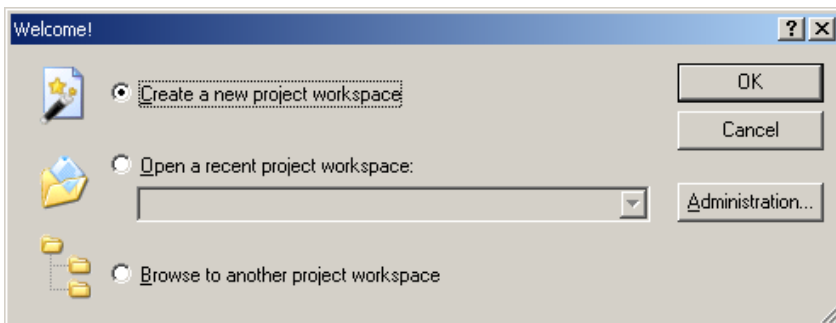 Welcome!
Create a new project workspace
OK
Cancel
Open a recent project workspace:
Administration...
Browse to another project workspace